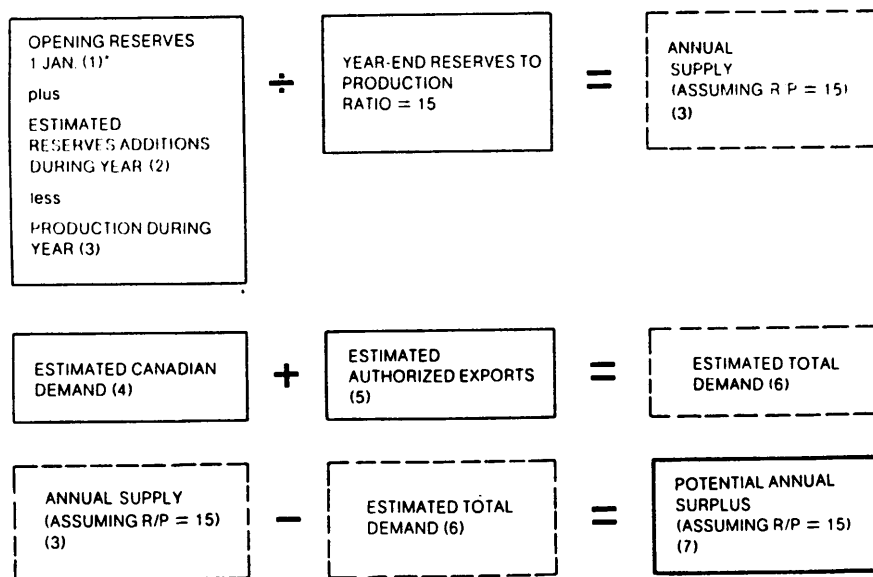 OPENING RESERVES
1 JAN. (1)*
plus
ESTIMATED
RESERVES ADDITIONS
DURING YEAR (2)
less
PRODUCTION DURING
YEAR (3)
÷
YEAR-END RESERVES TO
PRODUCTION
RATIO = 15
=
ANNUAL
SUPPLY
(ASSUMING R P = 15)
(3)
ESTIMATED CANADIAN
DEMAND (4)
+
ESTIMATED
AUTHORIZED EXPORTS
(5)
=
ESTIMATED TOTAL
DEMAND (6)
ANNUAL SUPPLY
(ASSUMING R/P = 15)
(3)
−
ESTIMATED TOTAL
DEMAND (6)
=
POTENTIAL ANNUAL
SURPLUS
(ASSUMING R/P = 15)
(7)